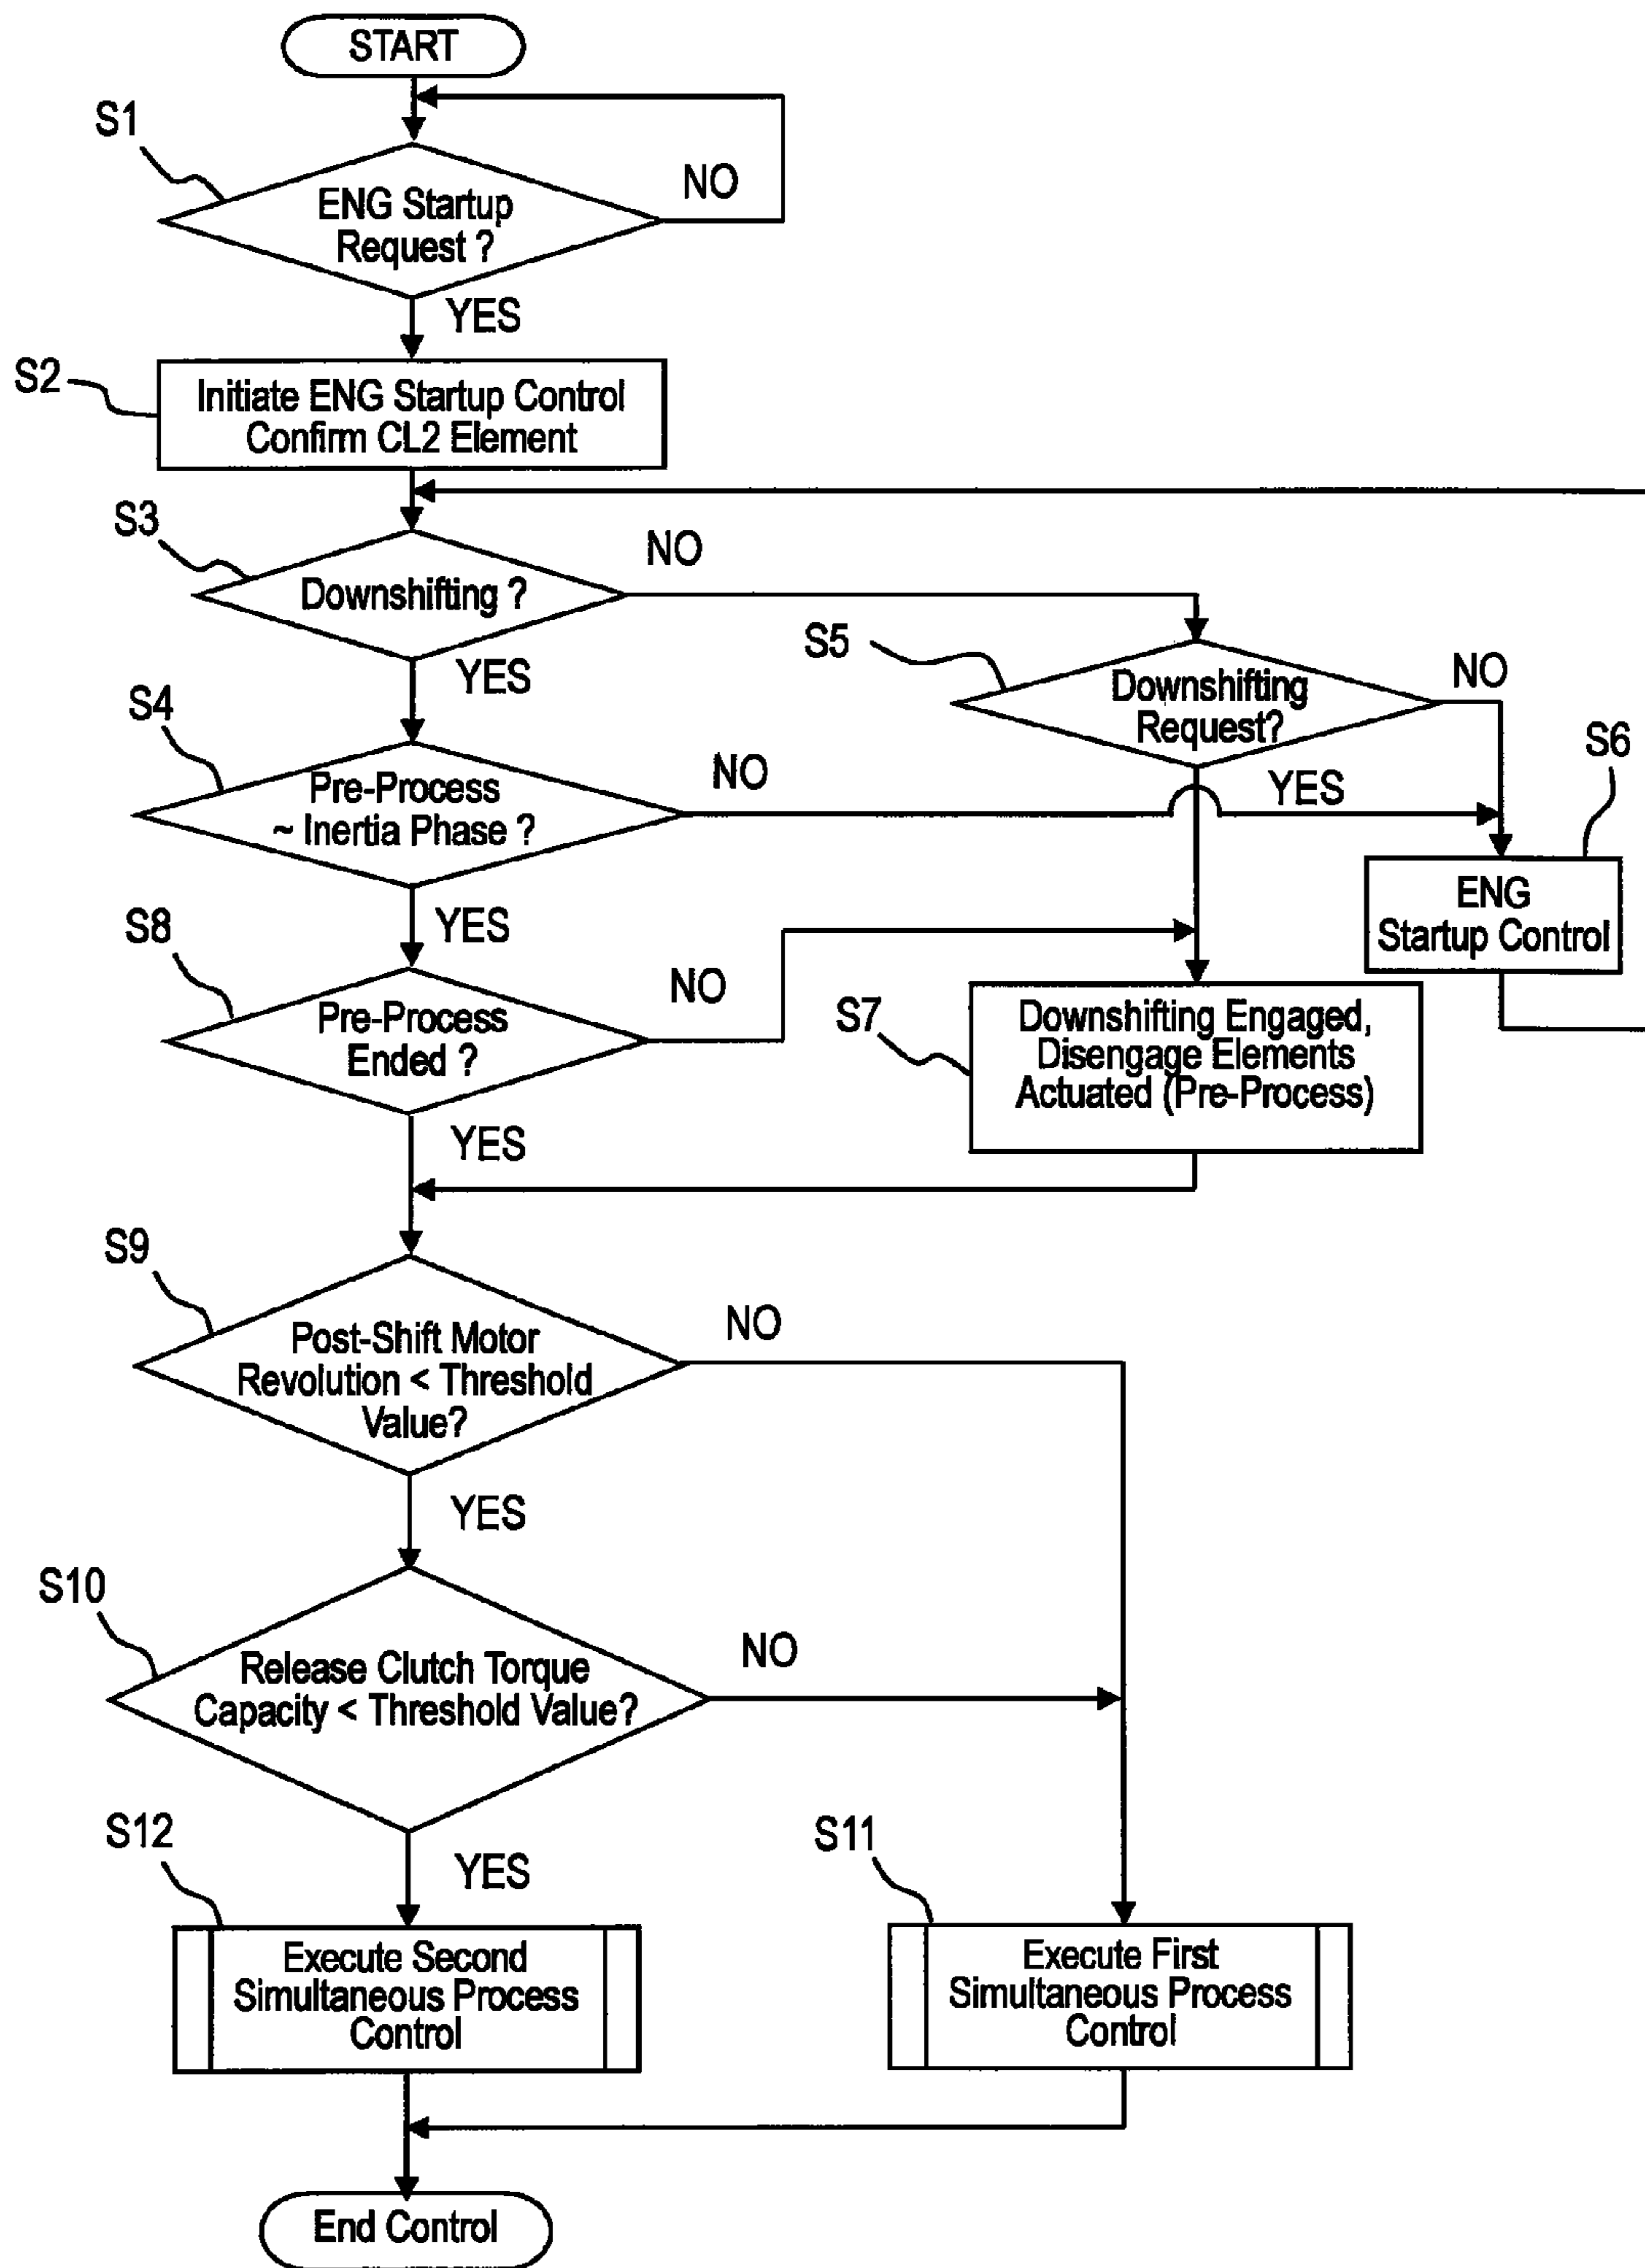 START
S1
NO
ENG Startup
Request ?
YES
S2
Initiate ENG Startup Control
Confirm CL2 Element
S3
NO
Downshifting ?
S5
YES
Downshifting
Request?
NO
S4
S6
Pre-Process
~ Inertia Phase ?
NO
YES
ENG
Startup Control
S8
YES
Pre-Process
Ended ?
NO
S7
Downshifting Engaged,
Disengage Elements
Actuated (Pre-Process)
YES
S9
NO
Post-Shift Motor
Revolution < Threshold
Value?
YES
S10
NO
Release Clutch Torque
Capacity < Threshold Value?
S12
YES
S11
Execute Second
Simultaneous Process
Control
Execute First
Simultaneous Process
Control
End Control